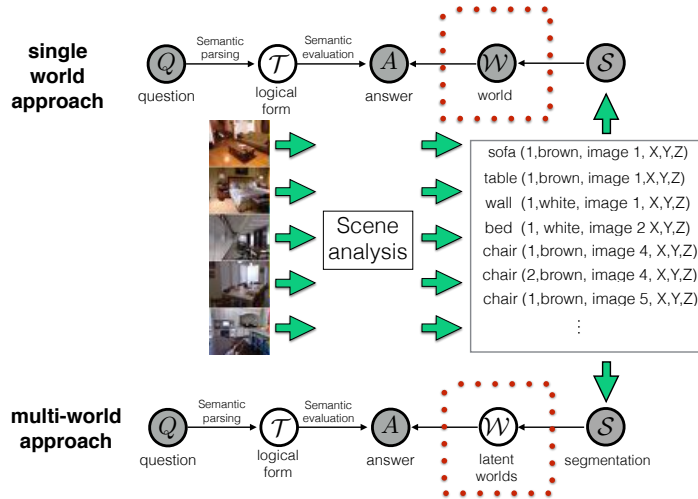 single
world
approach
Semantic
parsing
Semantic
evaluation
Q
T
A
W
S
question
logical
form
answer
world
sofa (1,brown, image 1, X,Y,Z)
table (1,brown, image 1,X,Y,Z)
wall (1,white, image 1, X,Y,Z)
bed (1, white, image 2 X,Y,Z)
chair (1,brown, image 4, X,Y,Z)
chair (2,brown, image 4, X,Y,Z)
chair (1,brown, image 5, X,Y,Z)
⋮
Scene
analysis
multi-world
approach
Semantic
parsing
Semantic
evaluation
Q
T
A
W
S
question
logical
form
answer
latent
worlds
segmentation